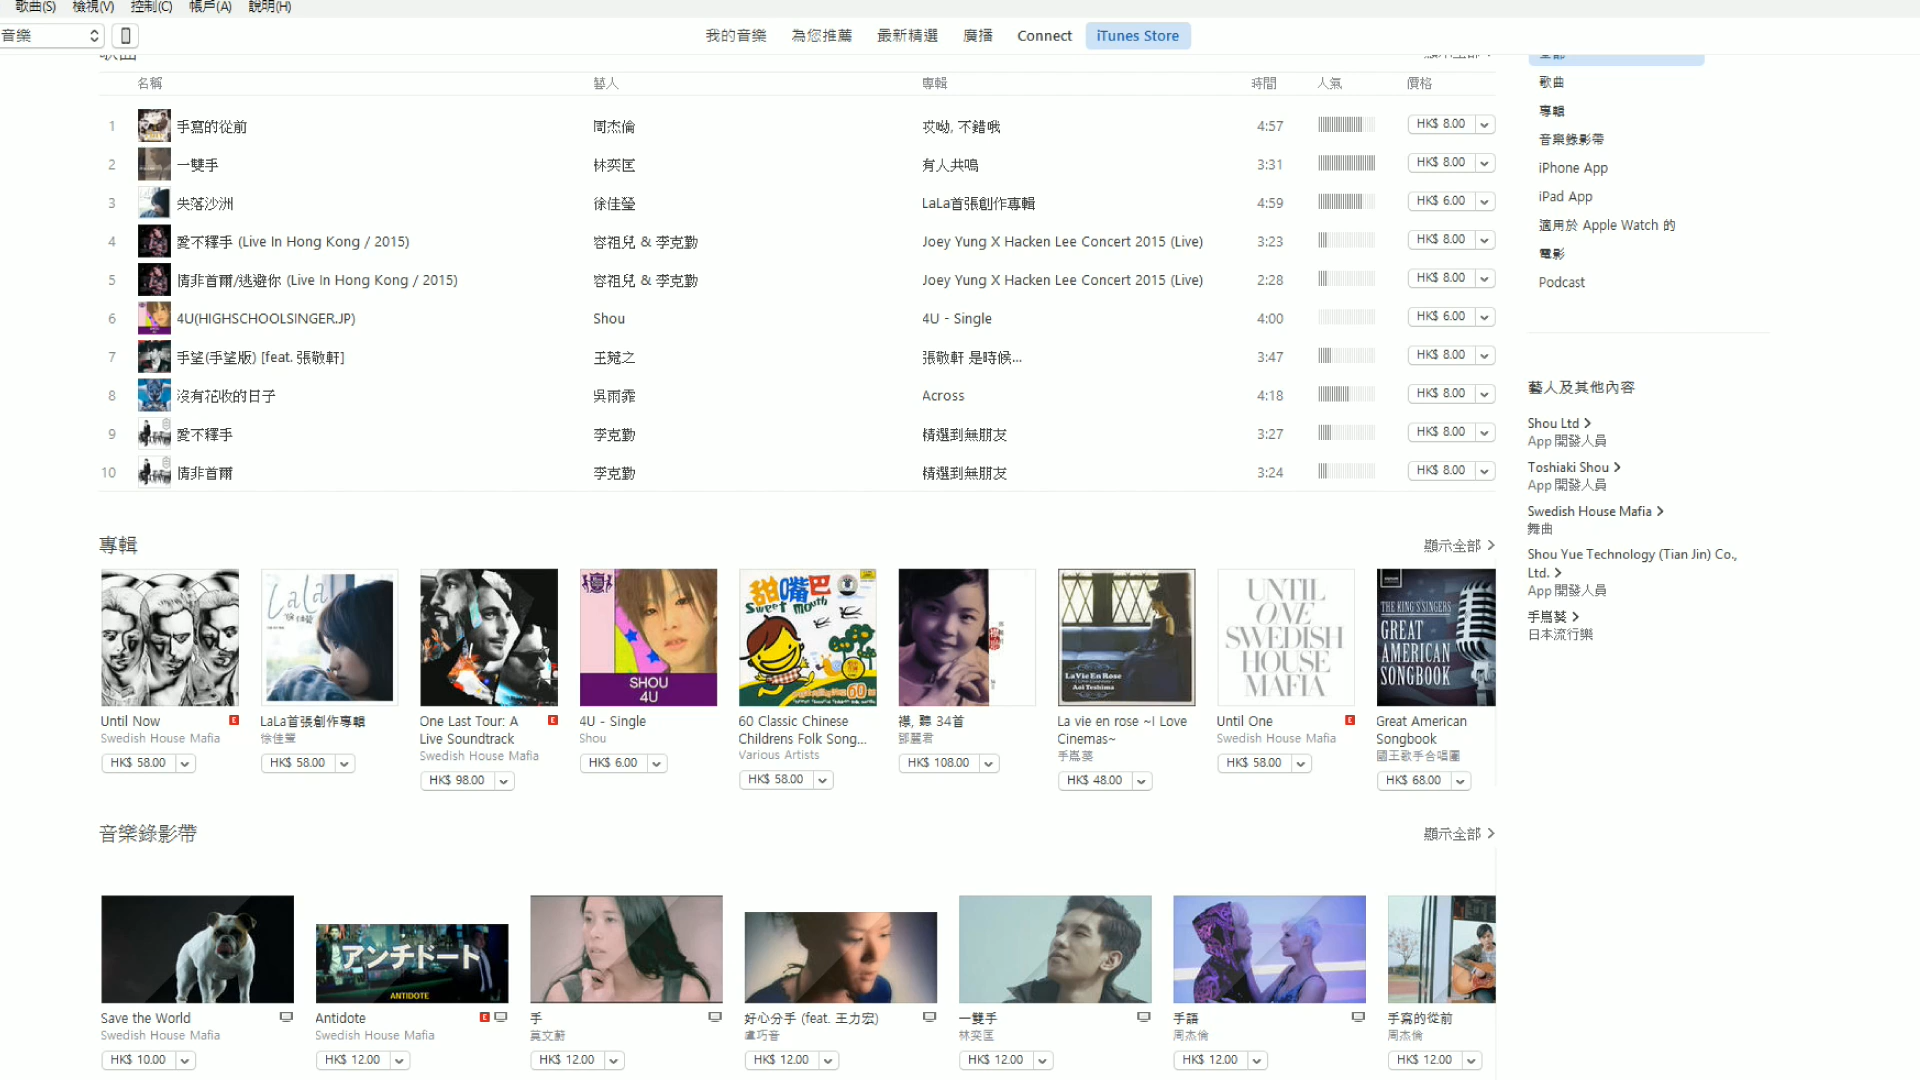 歌曲(S) 檢視(V) 控制(C) 帳戶(A) 說明(H)
音樂 我的音樂 為您推薦 最新精選 廣播 Connect iTunes Store
歌曲 顯示全部
名稱 藝人 專輯 時間 人氣 價格
1 手寫的從前 周杰倫 哎呦, 不錯哦 4:57 HK$ 8.00
2 一雙手 林奕匡 有人共鳴 3:31 HK$ 8.00
3 失落沙洲 徐佳瑩 LaLa首張創作專輯 4:59 HK$ 6.00
4 愛不釋手 (Live In Hong Kong / 2015) 容祖兒 & 李克勤 Joey Yung X Hacken Lee Concert 2015 (Live) 3:23 HK$ 8.00
5 情非首爾/逃避你 (Live In Hong Kong / 2015) 容祖兒 & 李克勤 Joey Yung X Hacken Lee Concert 2015 (Live) 2:28 HK$ 8.00
6 4U(HIGHSCHOOLSINGER.JP) Shou 4U - Single 4:00 HK$ 6.00
7 手望(手望版) [feat. 張敬軒] 王菀之 張敬軒 是時候... 3:47 HK$ 8.00
8 沒有花收的日子 吳雨霏 Across 4:18 HK$ 8.00
9 愛不釋手 李克勤 精選到無朋友 3:27 HK$ 8.00
10 情非首爾 李克勤 精選到無朋友 3:24 HK$ 8.00
全部
歌曲
專輯
音樂錄影帶
iPhone App
iPad App
適用於 Apple Watch 的
電影
Podcast
藝人及其他內容
Shou Ltd
App 開發人員
Toshiaki Shou
App 開發人員
Swedish House Mafia
舞曲
Shou Yue Technology (Tian Jin) Co.,
Ltd.
App 開發人員
手嶌葵
日本流行樂
專輯 顯示全部
LaLa
SHOU
4U
甜嘴巴
Sweet mouth
60
La Vie En Rose
Aoi Teshima
UNTIL
ONE
SWEDISH
HOUSE
MAFIA
THE KING'S SINGERS
GREAT
AMERICAN
SONGBOOK
Until Now
Swedish House Mafia
HK$ 58.00
LaLa首張創作專輯
徐佳瑩
HK$ 58.00
One Last Tour: A
Live Soundtrack
Swedish House Mafia
HK$ 98.00
4U - Single
Shou
HK$ 6.00
60 Classic Chinese
Childrens Folk Song...
Various Artists
HK$ 58.00
襟, 聽 34首
鄧麗君
HK$ 108.00
La vie en rose ~I Love
Cinemas~
手嶌葵
HK$ 48.00
Until One
Swedish House Mafia
HK$ 58.00
Great American
Songbook
國王歌手合唱團
HK$ 68.00
音樂錄影帶 顯示全部
アンチドート
ANTIDOTE
Save the World
Swedish House Mafia
HK$ 10.00
Antidote
Swedish House Mafia
HK$ 12.00
手
莫文蔚
HK$ 12.00
好心分手 (feat. 王力宏)
盧巧音
HK$ 12.00
一雙手
林奕匡
HK$ 12.00
手語
周杰倫
HK$ 12.00
手寫的從前
周杰倫
HK$ 12.00